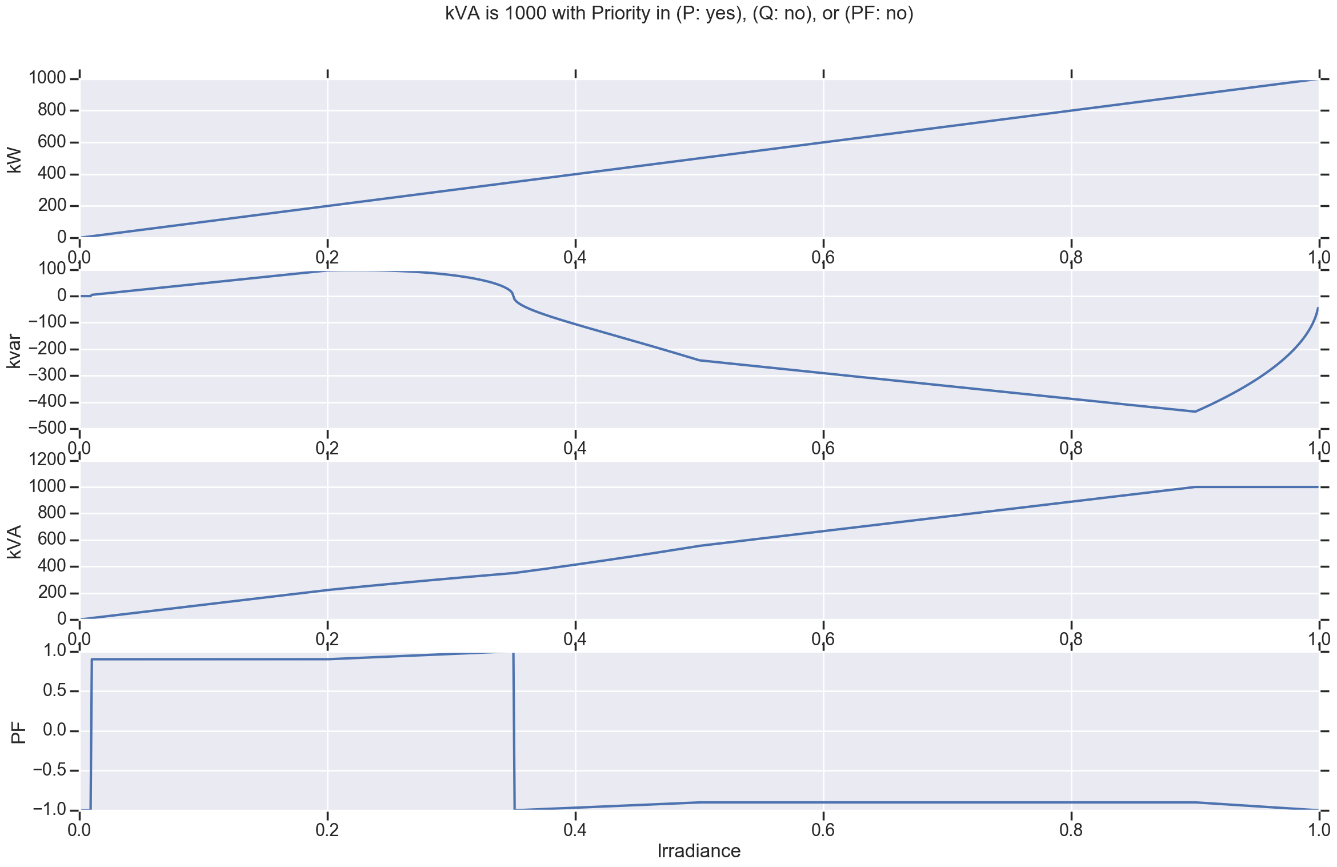 kVA is 1000 with Priority in (P: yes), (Q: no), or (PF: no)
1000
800
600
400
200
0
kW
0.0 0.2 0.4 0.6 0.8 1.0
100
0
−100
−200
−300
−400
−500
kvar
0.0 0.2 0.4 0.6 0.8 1.0
1200
1000
800
600
400
200
0
kVA
0.0 0.2 0.4 0.6 0.8 1.0
1.0
0.5
0.0
−0.5
−1.0
PF
0.0 0.2 0.4 0.6 0.8 1.0
Irradiance